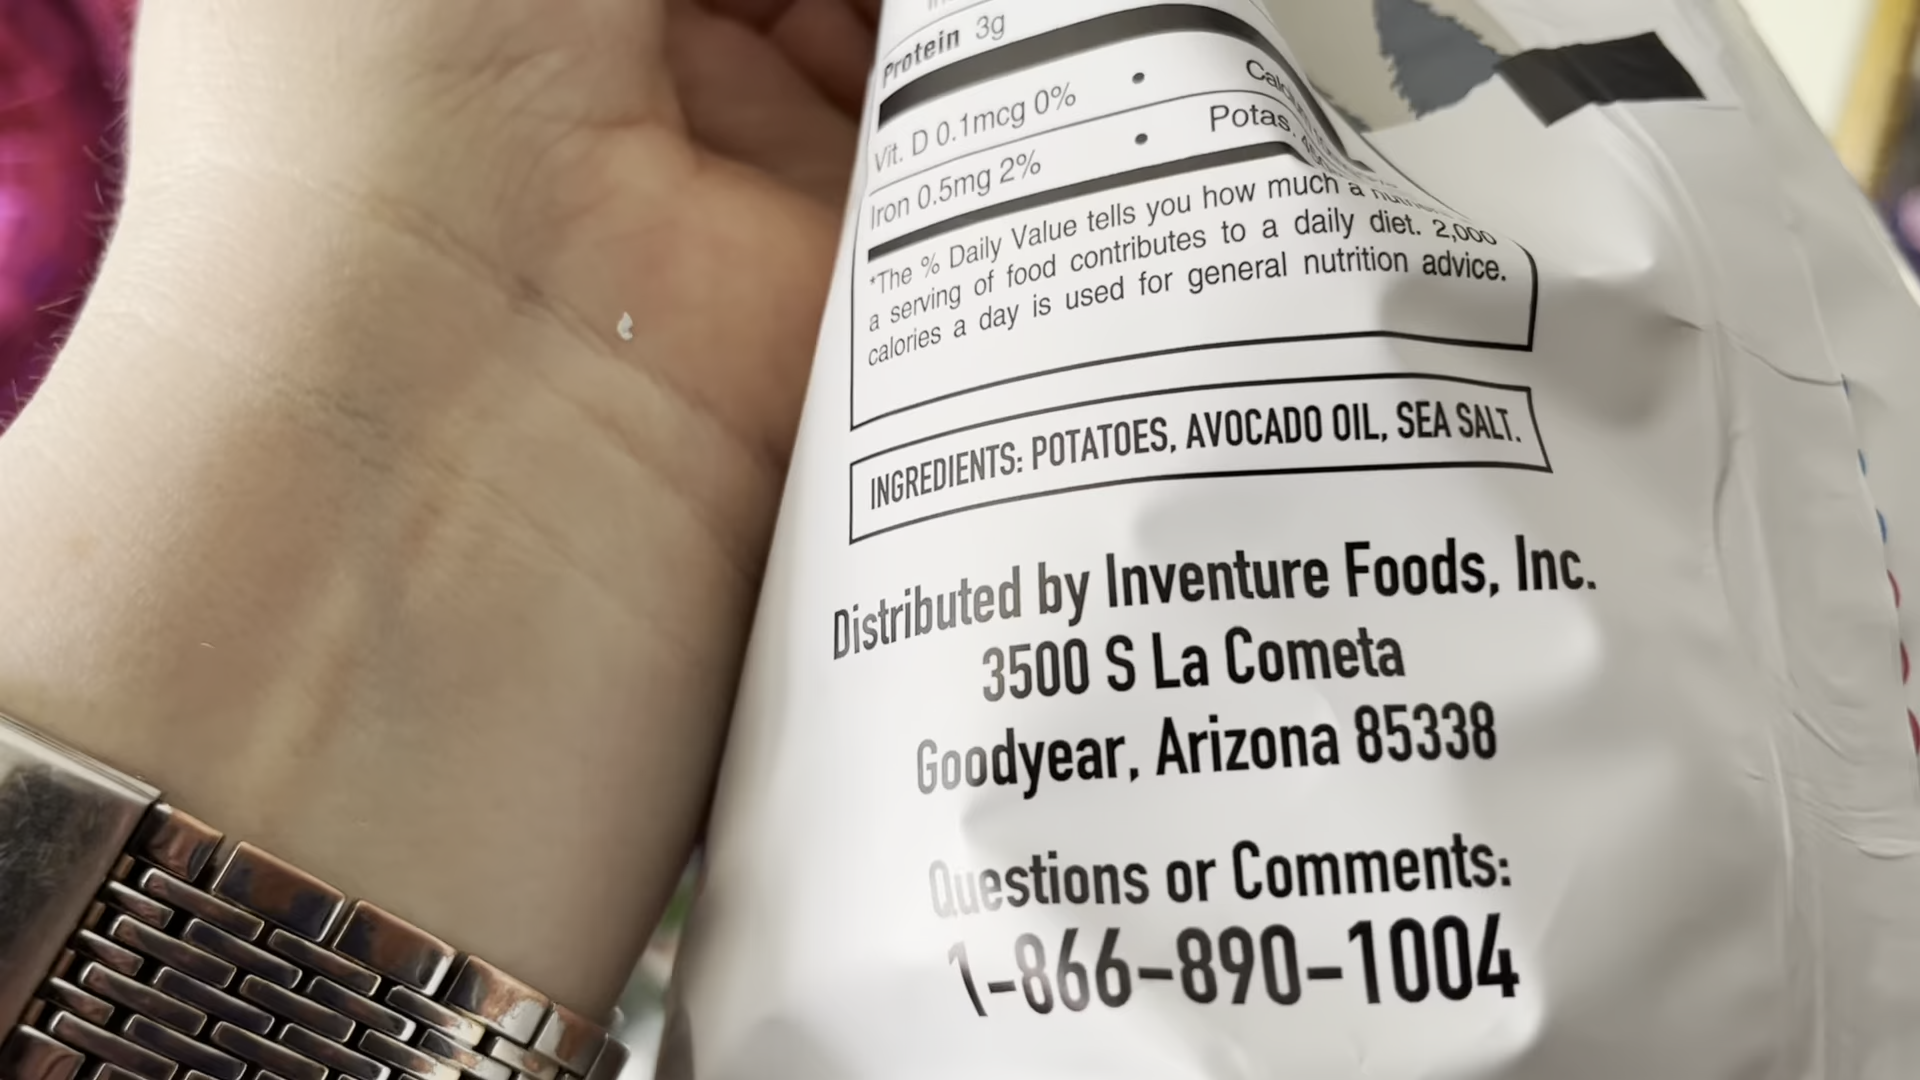 Protein 3g
Vit. D 0.1mcg 0% •
Iron 0.5mg 2% • Potas.
*The % Daily Value tells you how much a
a serving of food contributes to a daily diet. 2,000
calories a day is used for general nutrition advice.
INGREDIENTS: POTATOES, AVOCADO OIL, SEA SALT.
Distributed by Inventure Foods, Inc.
3500 S La Cometa
Goodyear, Arizona 85338
Questions or Comments:
1-866-890-1004